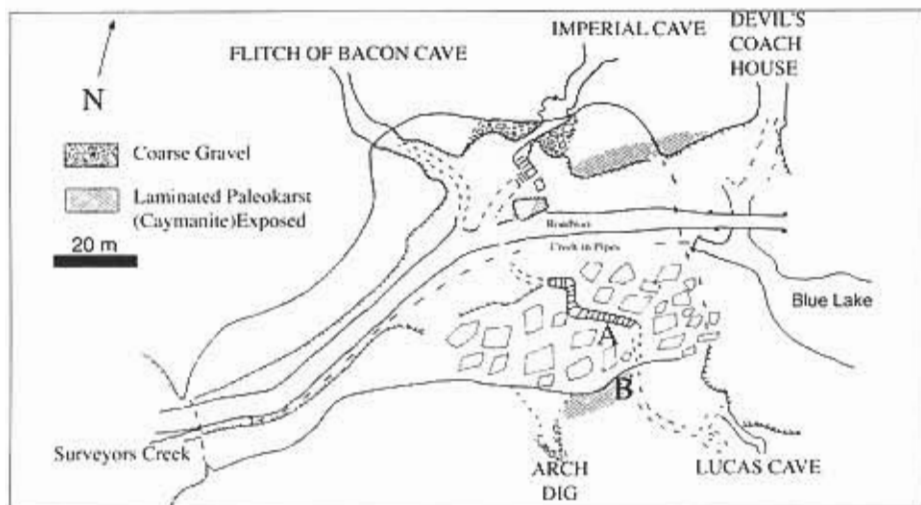 DEVIL'S
COACH
HOUSE
IMPERIAL CAVE
FLITCH OF BACON CAVE
N
Coarse Gravel
Laminated Paleokarst
(Caymanite)Exposed
20 m
Roadway
Creek in Pipes
Blue Lake
A
B
Surveyors Creek
ARCH
DIG
LUCAS CAVE